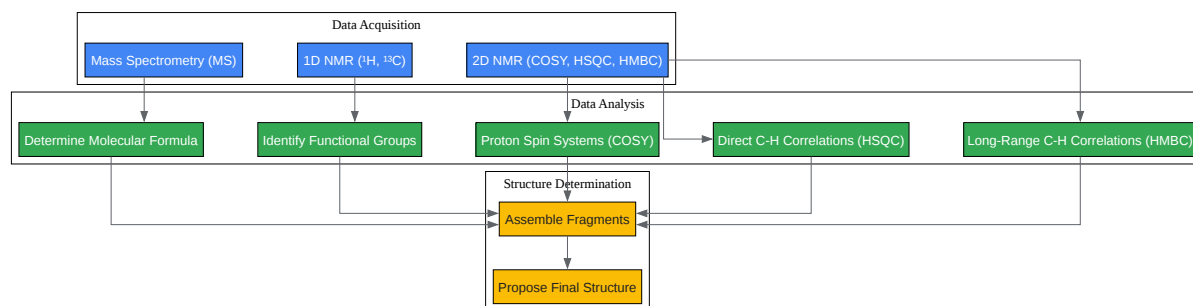 Data Acquisition
Mass Spectrometry (MS)
1D NMR (¹H, ¹³C)
2D NMR (COSY, HSQC, HMBC)
Data Analysis
Determine Molecular Formula
Identify Functional Groups
Proton Spin Systems (COSY)
Direct C-H Correlations (HSQC)
Long-Range C-H Correlations (HMBC)
Structure Determination
Assemble Fragments
Propose Final Structure